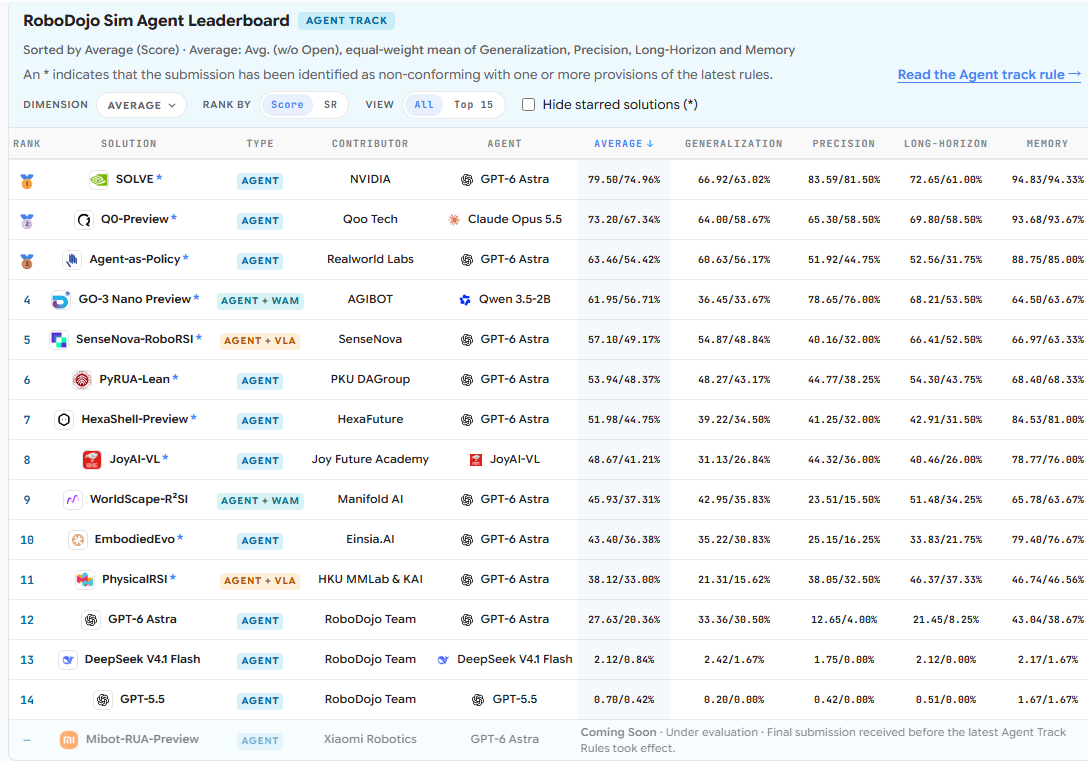 RoboDojo Sim Agent Leaderboard AGENT TRACK
Sorted by Average (Score) · Average: Avg. (w/o Open), equal-weight mean of Generalization, Precision, Long-Horizon and Memory
An * indicates that the submission has been identified as non-conforming with one or more provisions of the latest rules. Read the Agent track rule →
DIMENSION AVERAGE RANK BY Score SR VIEW All Top 15 Hide starred solutions (*)
RANK SOLUTION TYPE CONTRIBUTOR AGENT AVERAGE ↓ GENERALIZATION PRECISION LONG-HORIZON MEMORY
1 SOLVE * AGENT NVIDIA GPT-6 Astra 79.50/74.96% 66.92/63.02% 83.59/81.50% 72.65/61.00% 94.83/94.33%
2 Q0-Preview * AGENT Qoo Tech Claude Opus 5.5 73.20/67.34% 64.00/58.67% 65.30/58.50% 69.80/58.50% 93.68/93.67%
3 Agent-as-Policy * AGENT Realworld Labs GPT-6 Astra 63.46/54.42% 60.63/56.17% 51.92/44.75% 52.56/31.75% 88.75/85.00%
4 GO-3 Nano Preview * AGENT + WAM AGIBOT Qwen 3.5-2B 61.95/56.71% 36.45/33.67% 78.65/76.00% 68.21/53.50% 64.50/63.67%
5 SenseNova-RoboRSI * AGENT + VLA SenseNova GPT-6 Astra 57.10/49.17% 54.87/48.84% 40.16/32.00% 66.41/52.50% 66.97/63.33%
6 PyRUA-Lean * AGENT PKU DAGroup GPT-6 Astra 53.94/48.37% 48.27/43.17% 44.77/38.25% 54.30/43.75% 68.40/68.33%
7 HexaShell-Preview * AGENT HexaFuture GPT-6 Astra 51.98/44.75% 39.22/34.50% 41.25/32.00% 42.91/31.50% 84.53/81.00%
8 JoyAI-VL * AGENT Joy Future Academy JoyAI-VL 48.67/41.21% 31.13/26.84% 44.32/36.00% 40.46/26.00% 78.77/76.00%
9 WorldScape-R²SI AGENT + WAM Manifold AI GPT-6 Astra 45.93/37.31% 42.95/35.83% 23.51/15.50% 51.48/34.25% 65.78/63.67%
10 EmbodiedEvo * AGENT Einsia.AI GPT-6 Astra 43.40/36.38% 35.22/30.83% 25.15/16.25% 33.83/21.75% 79.40/76.67%
11 PhysicalRSI * AGENT + VLA HKU MMLab & KAI GPT-6 Astra 38.12/33.00% 21.31/15.62% 38.05/32.50% 46.37/37.33% 46.74/46.56%
12 GPT-6 Astra AGENT RoboDojo Team GPT-6 Astra 27.63/20.36% 33.36/30.50% 12.65/4.00% 21.45/8.25% 43.04/38.67%
13 DeepSeek V4.1 Flash AGENT RoboDojo Team DeepSeek V4.1 Flash 2.12/0.84% 2.42/1.67% 1.75/0.00% 2.12/0.00% 2.17/1.67%
14 GPT-5.5 AGENT RoboDojo Team GPT-5.5 0.70/0.42% 0.20/0.00% 0.42/0.00% 0.51/0.00% 1.67/1.67%
– Mibot-RUA-Preview AGENT Xiaomi Robotics GPT-6 Astra Coming Soon · Under evaluation · Final submission received before the latest Agent Track
Rules took effect.